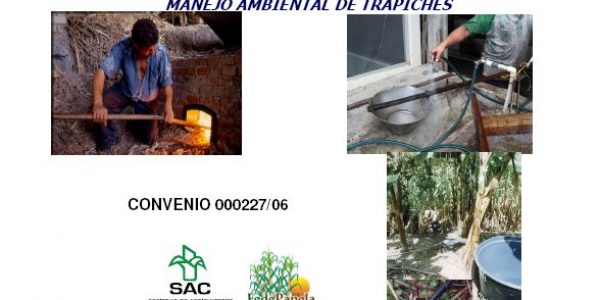 MANEJO AMBIENTAL DE TRAPICHES
CONVENIO 000227/06
SAC
FedePanela